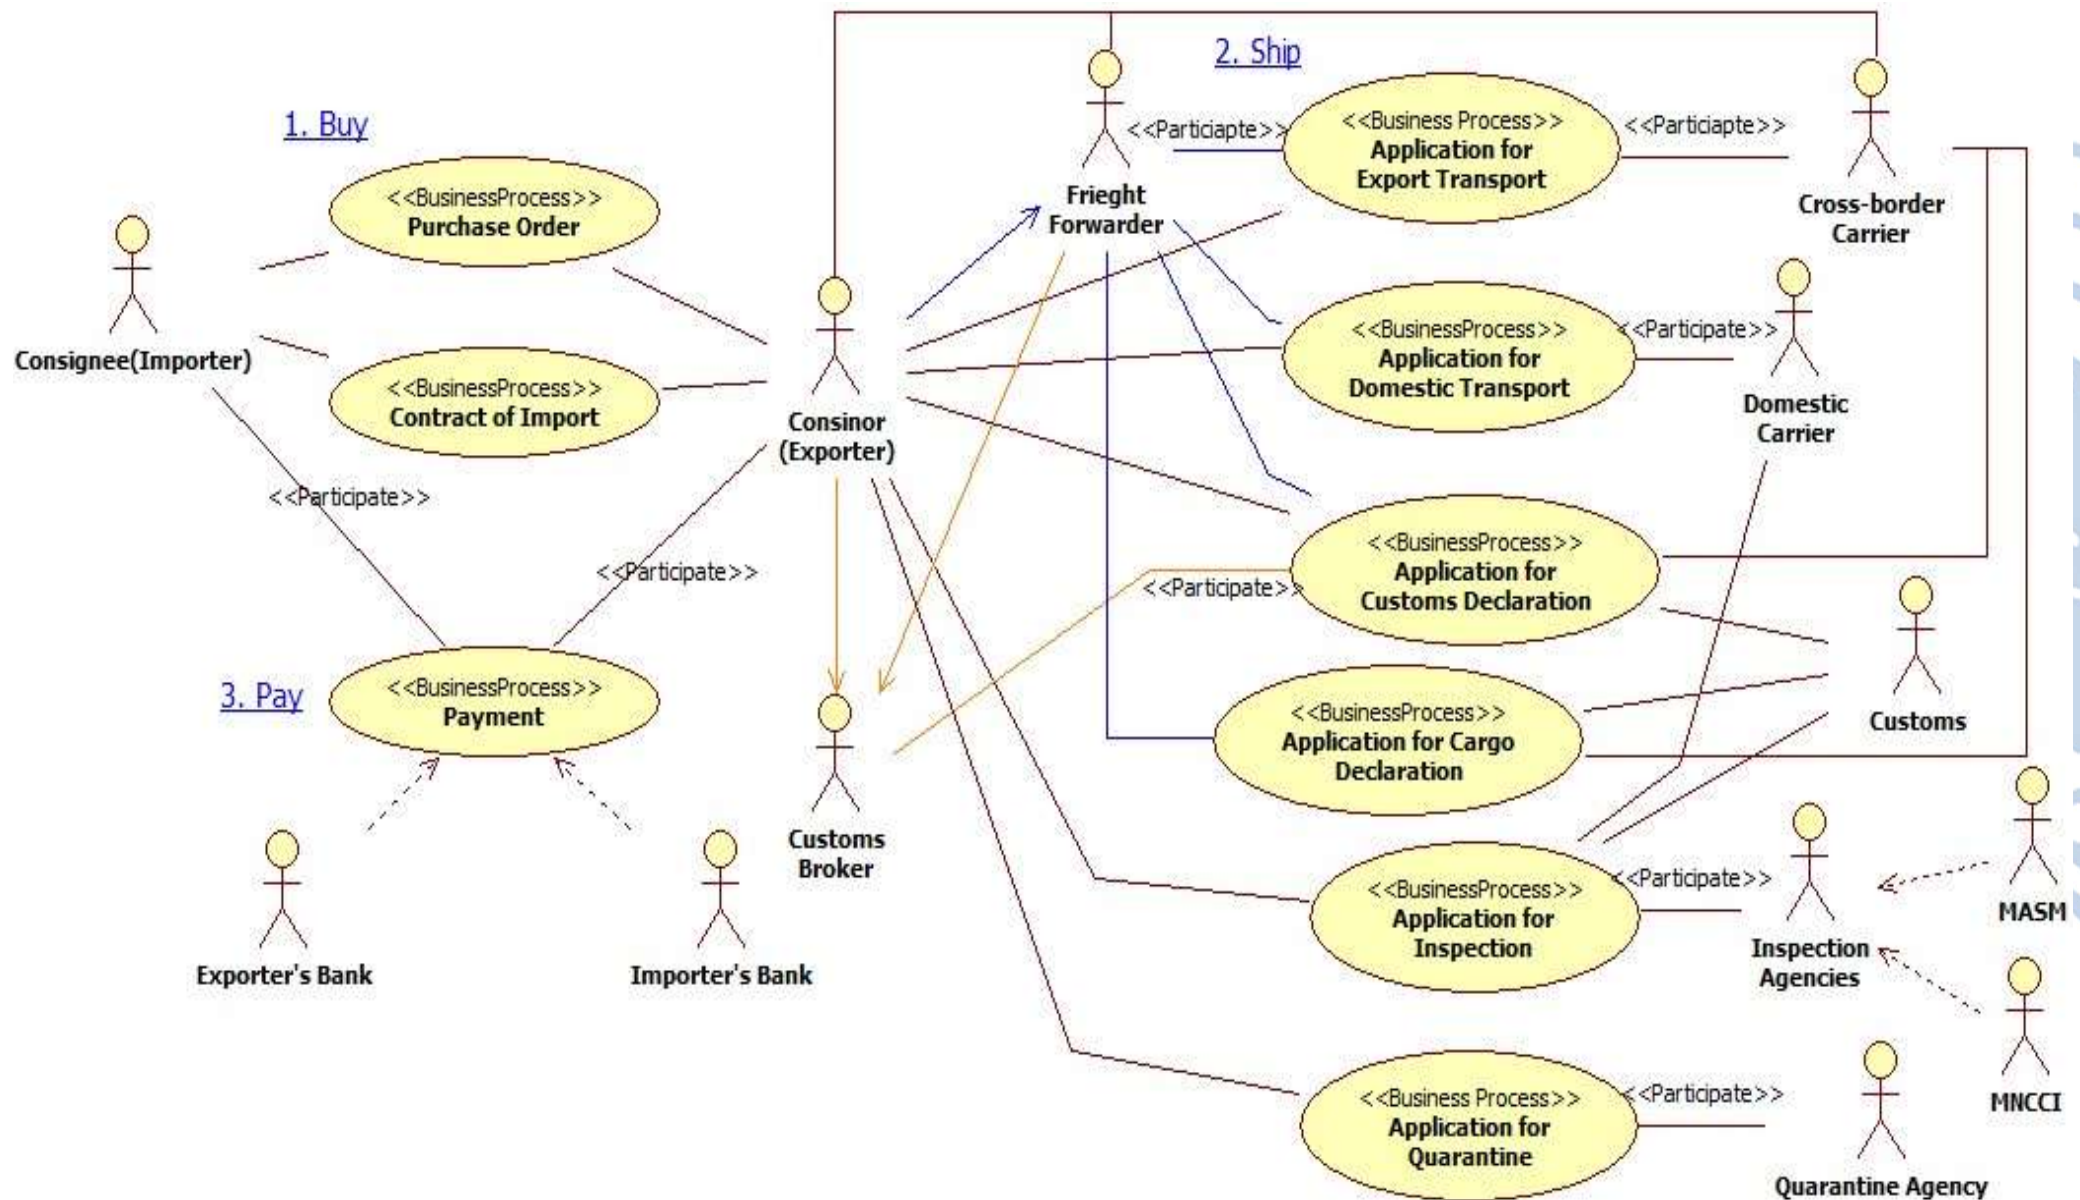 1. Buy
<<BusinessProcess>>
Purchase Order
Consignee(Importer)
<<BusinessProcess>>
Contract of Import
<<Participate>>
<<Participate>>
3. Pay
<<BusinessProcess>>
Payment
Exporter's Bank
Importer's Bank
Consinor
(Exporter)
Customs
Broker
2. Ship
Frieght
Forwarder
<<Particiapte>>
<<Business Process>>
Application for
Export Transport
<<Particiapte>>
Cross-border
Carrier
<<BusinessProcess>>
Application for
Domestic Transport
<<Participate>>
Domestic
Carrier
<<Participate>>
<<BusinessProcess>>
Application for
Customs Declaration
Customs
<<BusinessProcess>>
Application for Cargo
Declaration
<<BusinessProcess>>
Application for
Inspection
<<Participate>>
Inspection
Agencies
MASM
MNCCI
<<Business Process>>
Application for
Quarantine
<<Participate>>
Quarantine Agency